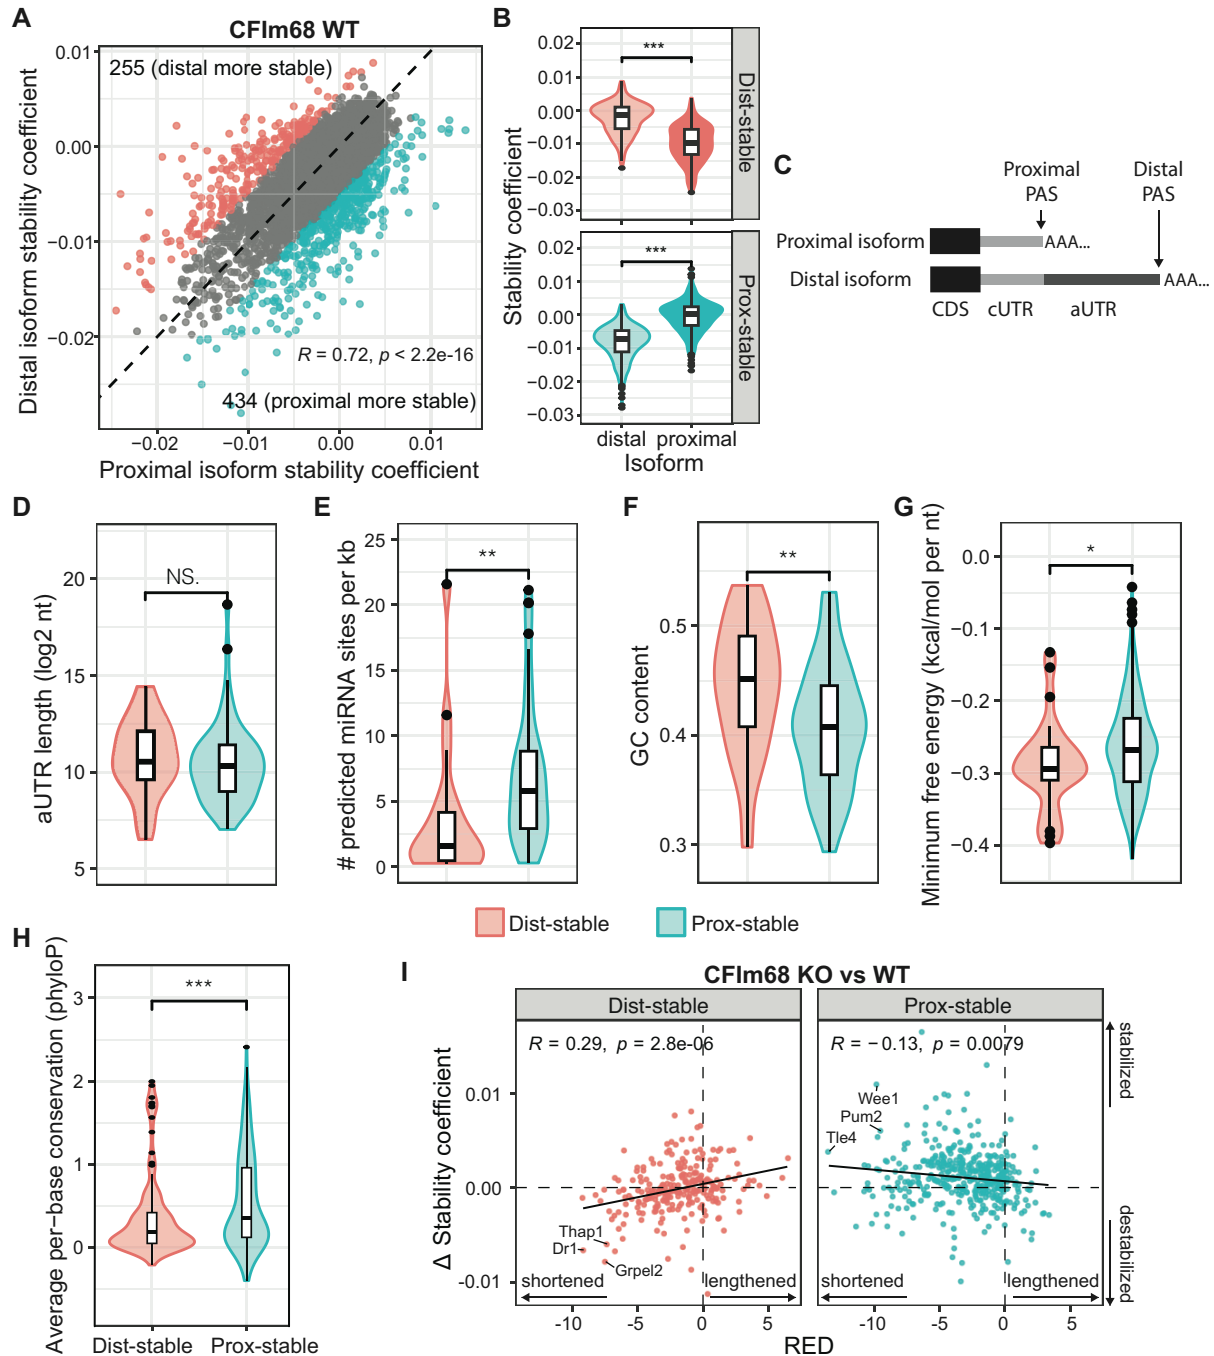 A
CFIm68 WT
255 (distal more stable)
R = 0.72, p < 2.2e-16
434 (proximal more stable)
0.01
0.00
−0.01
−0.02
−0.02
−0.01
0.00
0.01
Distal isoform stability coefficient
Proximal isoform stability coefficient
B
0.02
0.01
0.00
−0.01
−0.02
−0.03
***
Dist-stable
0.02
0.01
0.00
−0.01
−0.02
−0.03
***
Prox-stable
Stability coefficient
distal proximal
Isoform
C
Proximal PAS
Distal PAS
Proximal isoform
AAA...
Distal isoform
AAA...
CDS cUTR aUTR
D
aUTR length (log2 nt)
20
15
10
5
NS.
E
# predicted miRNA sites per kb
25
20
15
10
5
0
**
F
GC content
0.5
0.4
0.3
**
G
Minimum free energy (kcal/mol per nt)
0.0
−0.1
−0.2
−0.3
−0.4
*
Dist-stable
Prox-stable
H
Average per−base conservation (phyloP)
3
2
1
0
***
Dist-stable Prox-stable
I
CFIm68 KO vs WT
Dist-stable
Prox-stable
R = 0.29, p = 2.8e-06
R = −0.13, p = 0.0079
Δ Stability coefficient
0.01
0.00
-0.01
Thap1
Dr1
Grpel2
Wee1
Pum2
Tle4
shortened
lengthened
shortened
lengthened
stabilized
destabilized
-10 -5 0 5
-10 -5 0 5
RED